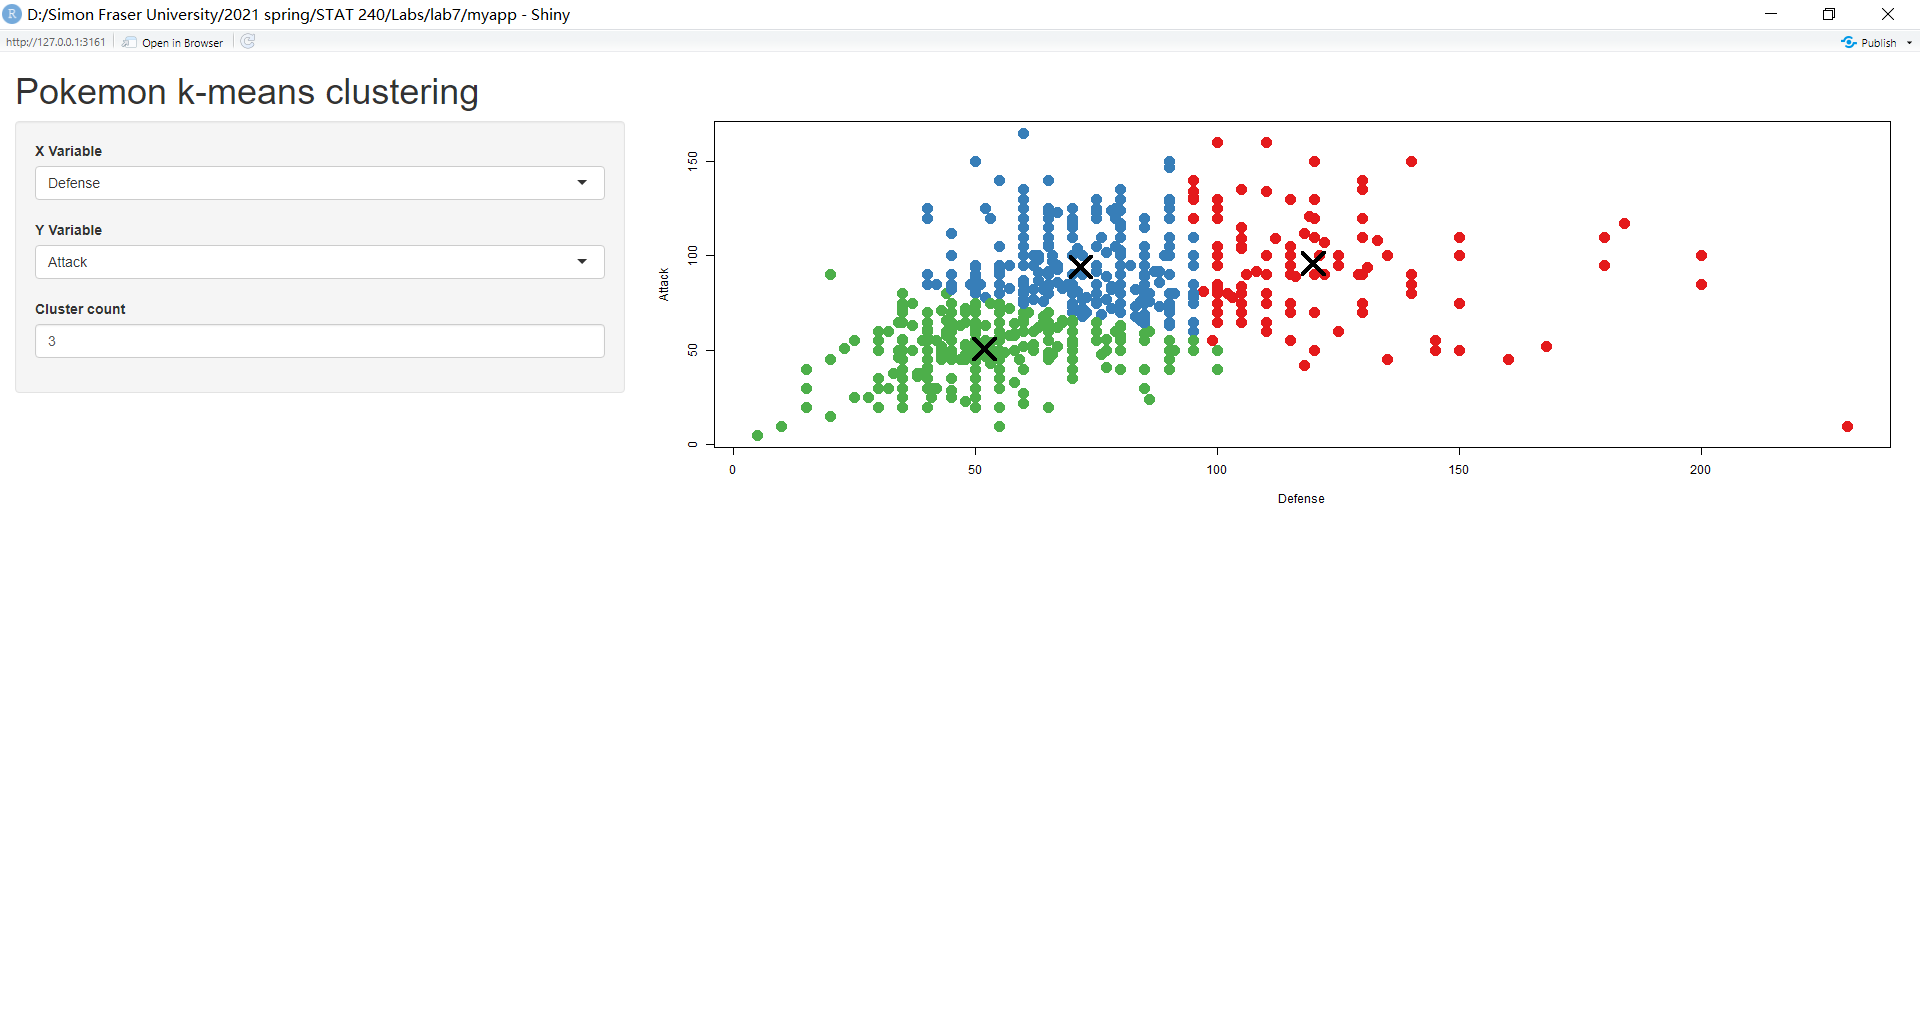 R D:/Simon Fraser University/2021 spring/STAT 240/Labs/lab7/myapp - Shiny
http://127.0.0.1:3161 Open in Browser Publish
Pokemon k-means clustering
X Variable
Defense
Y Variable
Attack
Cluster count
3
Attack
150
100
50
0
0 50 100 150 200
Defense